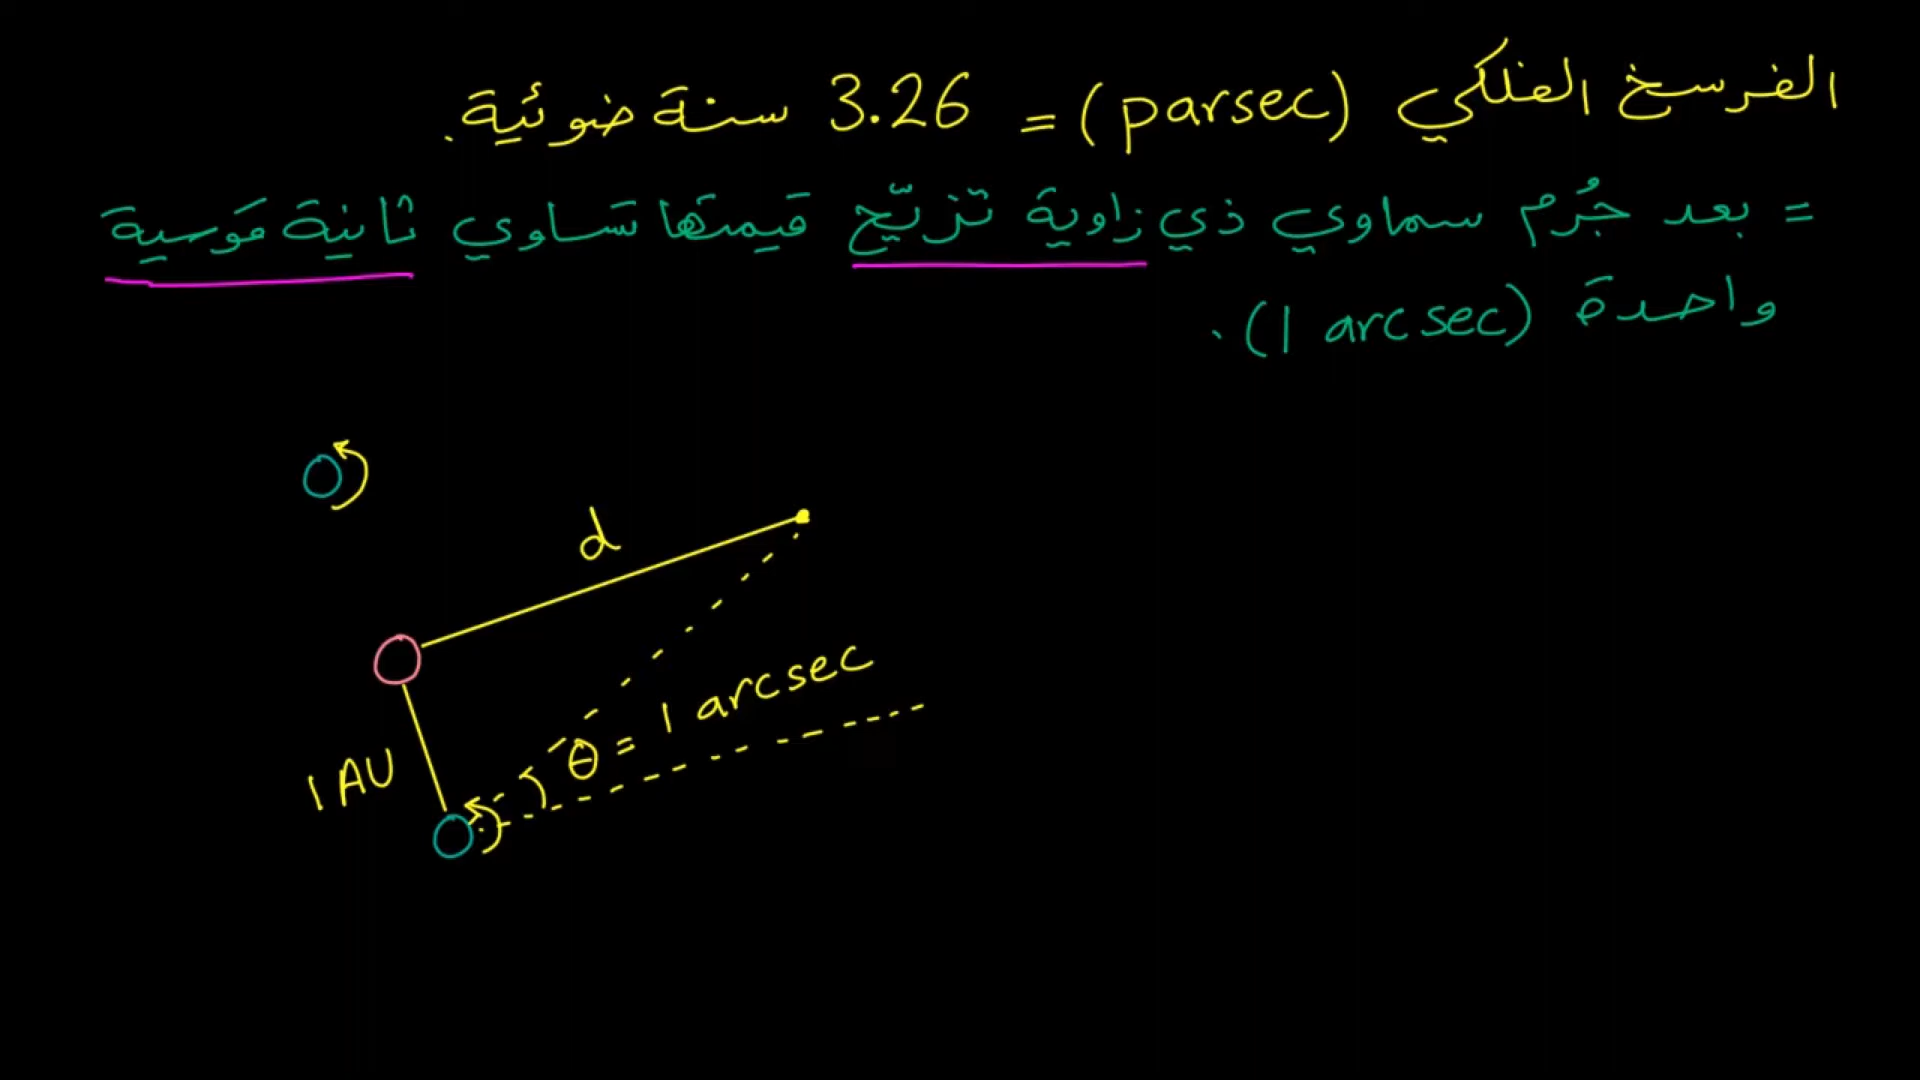 الفرسخ الفلكي (parsec) = 3.26 سنة ضوئية.
= بعد جُرم سماوي ذي زاوية تزيّح قيمتها تساوي ثانية قوسية
واحدة (1 arcsec).
d
θ = 1 arcsec
1 AU